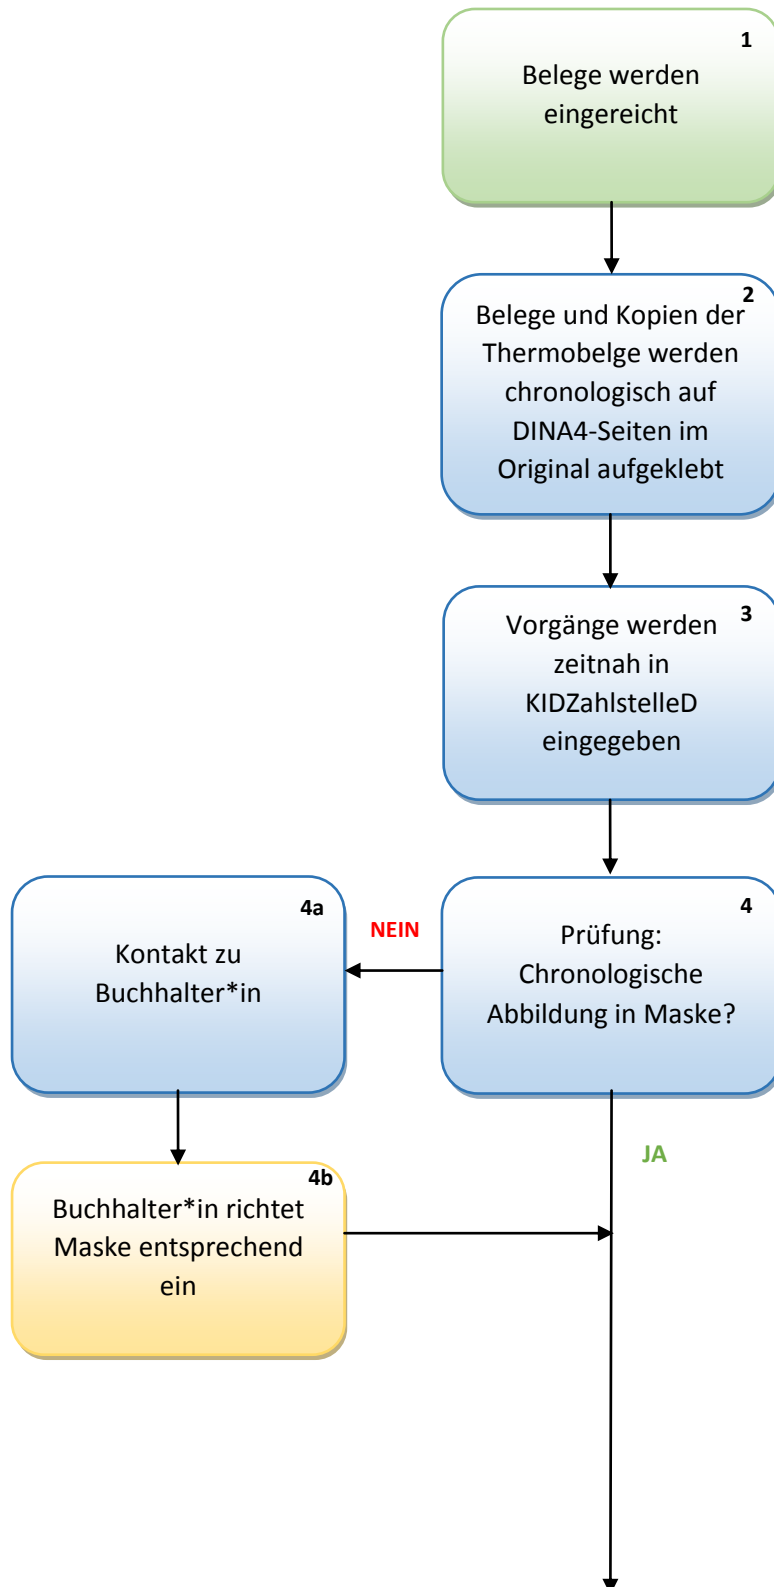 1
Belege werden
eingereicht
2
Belege und Kopien der
Thermobelge werden
chronologisch auf
DINA4-Seiten im
Original aufgeklebt
3
Vorgänge werden
zeitnah in
KIDZahlstelleD
eingegeben
4
Prüfung:
Chronologische
Abbildung in Maske?
NEIN
4a
Kontakt zu
Buchhalter*in
JA
4b
Buchhalter*in richtet
Maske entsprechend
ein